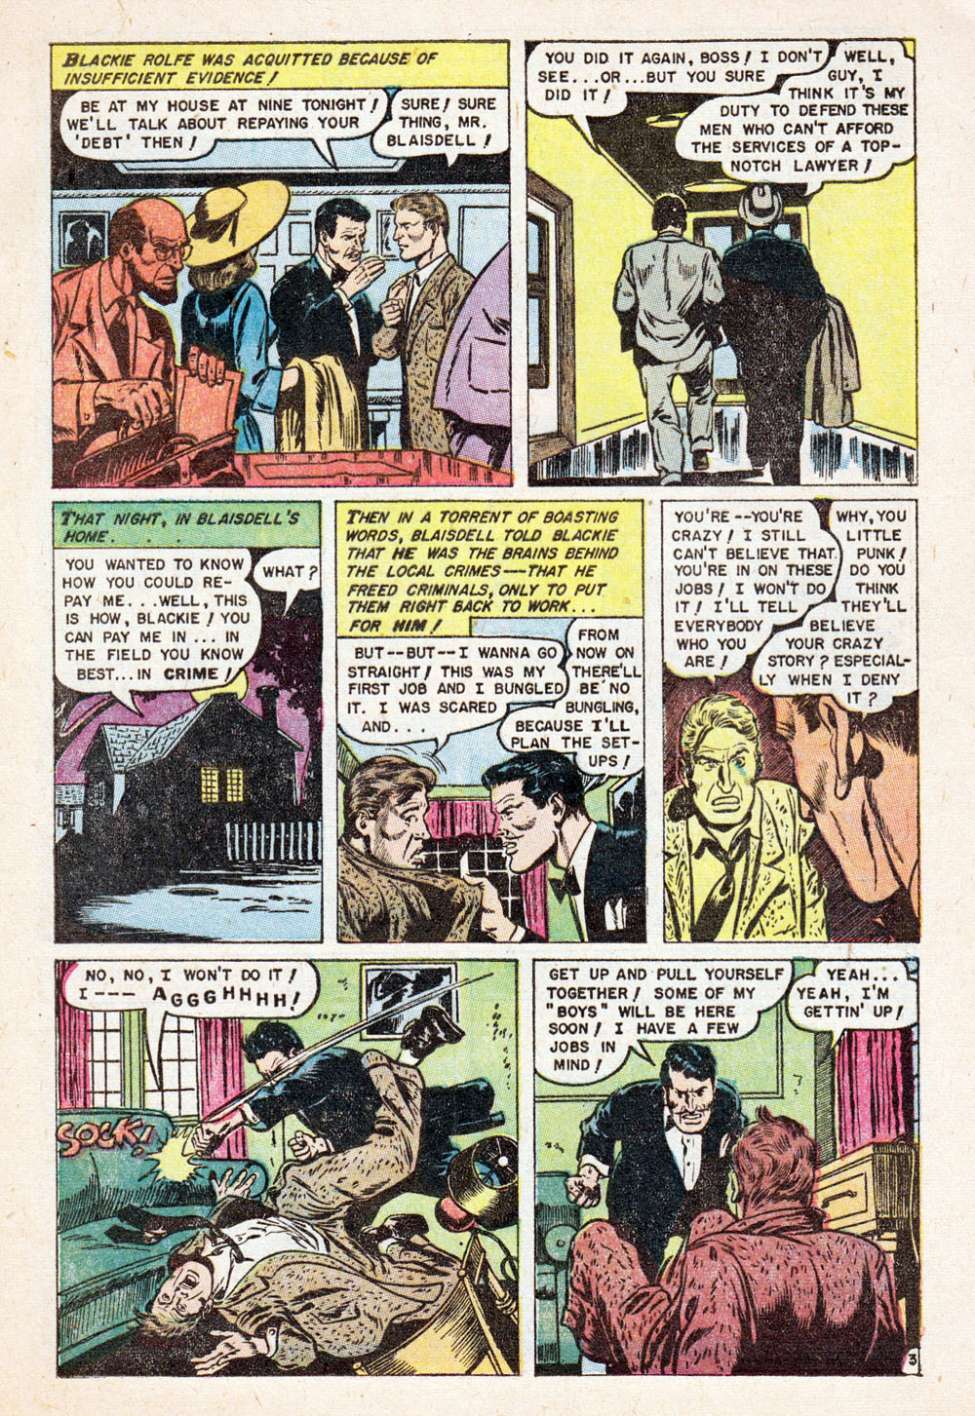 BLACKIE ROLFE WAS ACQUITTED BECAUSE OF
INSUFFICIENT EVIDENCE!
BE AT MY HOUSE AT NINE TONIGHT!
WE'LL TALK ABOUT REPAYING YOUR
'DEBT' THEN!
SURE! SURE
THING, MR.
BLAISDELL!
YOU DID IT AGAIN, BOSS! I DON'T
SEE...OR...BUT YOU SURE
DID IT!
WELL,
GUY, I
THINK IT'S MY
DUTY TO DEFEND THESE
MEN WHO CAN'T AFFORD
THE SERVICES OF A TOP-
NOTCH LAWYER!
THAT NIGHT, IN BLAISDELL'S
HOME. . . .
YOU WANTED TO KNOW
HOW YOU COULD RE-
PAY ME...WELL, THIS
IS HOW, BLACKIE! YOU
CAN PAY ME IN ... IN
THE FIELD YOU KNOW
BEST...IN CRIME!
WHAT?
THEN IN A TORRENT OF BOASTING
WORDS, BLAISDELL TOLD BLACKIE
THAT HE WAS THE BRAINS BEHIND
THE LOCAL CRIMES---THAT HE
FREED CRIMINALS, ONLY TO PUT
THEM RIGHT BACK TO WORK...
FOR HIM!
BUT--BUT--I WANNA GO
STRAIGHT! THIS WAS MY
FIRST JOB AND I BUNGLED
IT. I WAS SCARED
AND...
FROM
NOW ON
THERE'LL
BE NO
BUNGLING,
BECAUSE I'LL
PLAN THE SET-
UPS!
YOU'RE--YOU'RE
CRAZY! I STILL
CAN'T BELIEVE THAT
YOU'RE IN ON THESE
JOBS! I WON'T DO
IT! I'LL TELL
EVERYBODY
WHO YOU
ARE!
WHY, YOU
LITTLE
PUNK!
DO YOU
THINK
THEY'LL
BELIEVE
YOUR CRAZY
STORY? ESPECIAL-
LY WHEN I DENY
IT?
NO, NO, I WON'T DO IT!
I --- AGGGHHHH!
SOCK!
GET UP AND PULL YOURSELF
TOGETHER! SOME OF MY
"BOYS" WILL BE HERE
SOON! I HAVE A FEW
JOBS IN
MIND!
YEAH...
YEAH, I'M
GETTIN' UP!
3